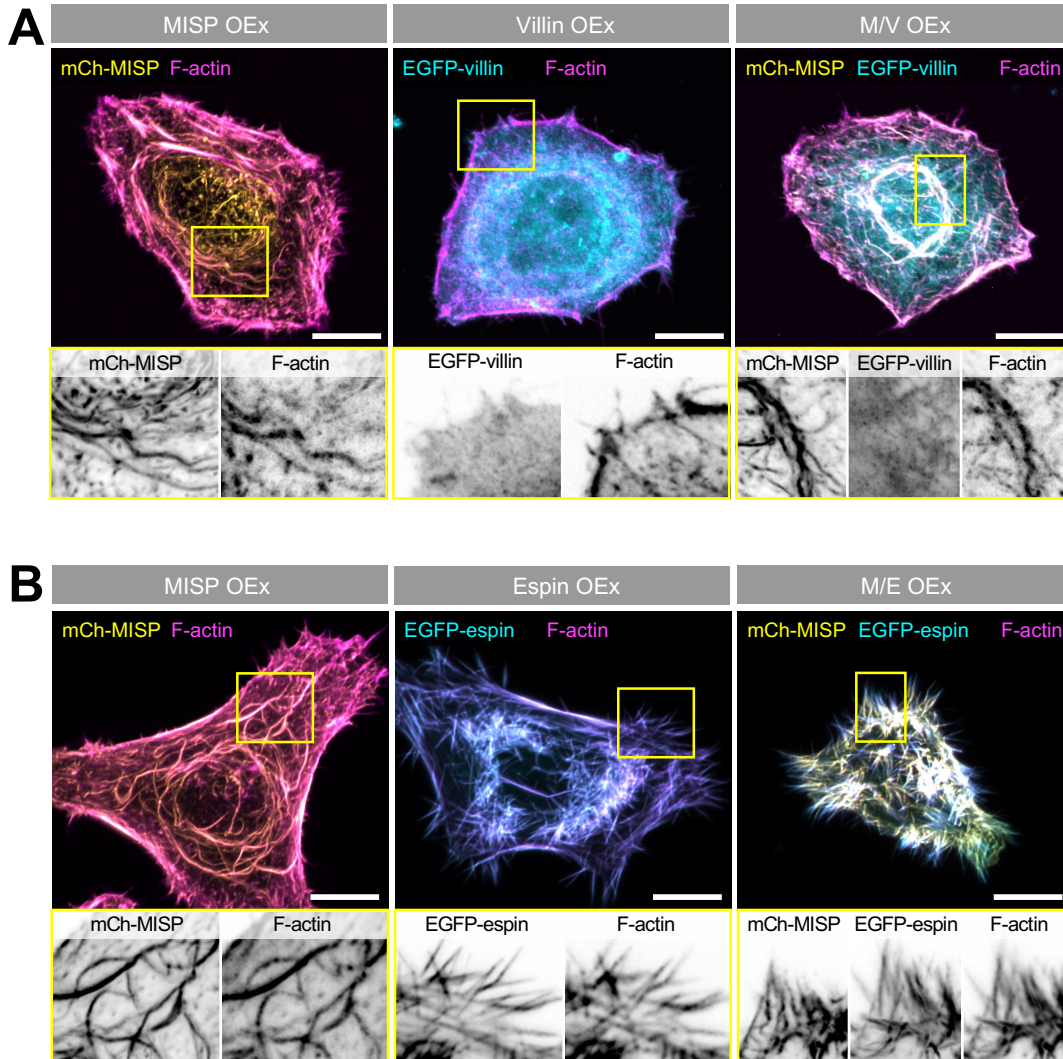 A
MISP OEx
Villin OEx
M/V OEx
mCh-MISP F-actin
EGFP-villin F-actin
mCh-MISP EGFP-villin F-actin
mCh-MISP F-actin
EGFP-villin F-actin
mCh-MISP EGFP-villin F-actin
B
MISP OEx
Espin OEx
M/E OEx
mCh-MISP F-actin
EGFP-espin F-actin
mCh-MISP EGFP-espin F-actin
mCh-MISP F-actin
EGFP-espin F-actin
mCh-MISP EGFP-espin F-actin